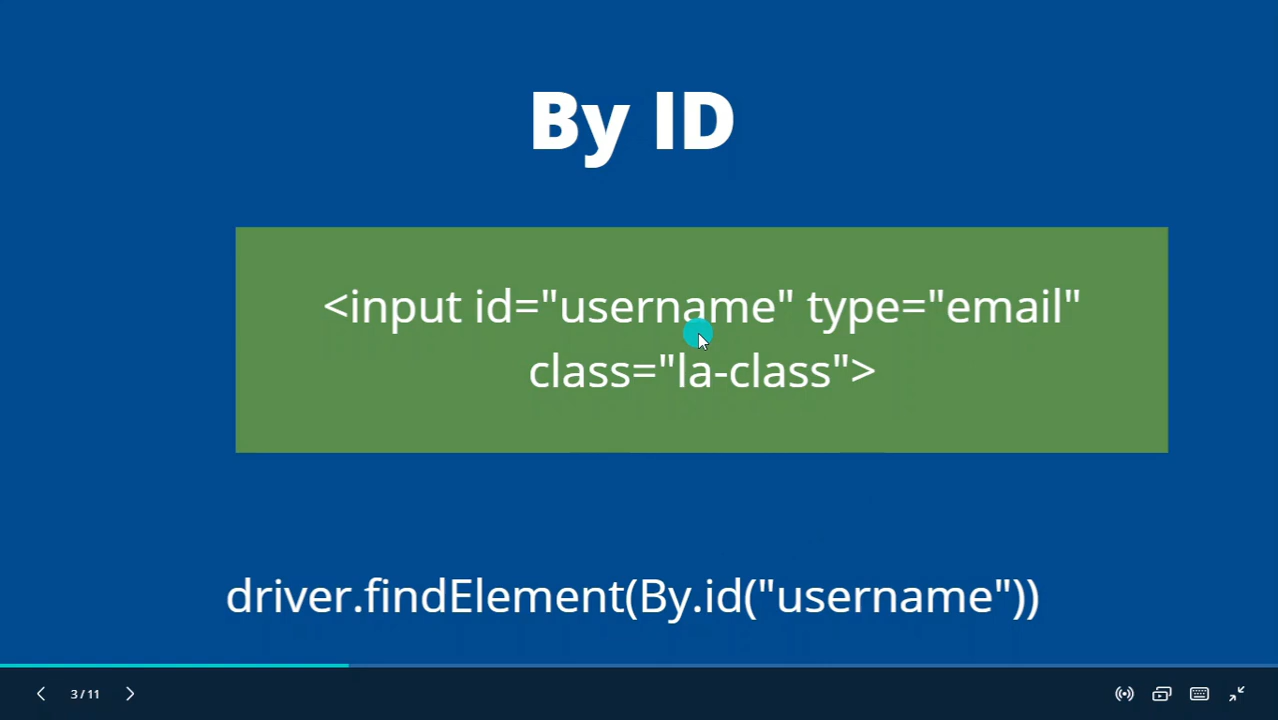 By ID
<input id="username" type="email"
class="la-class">
driver.findElement(By.id("username"))
3 / 11